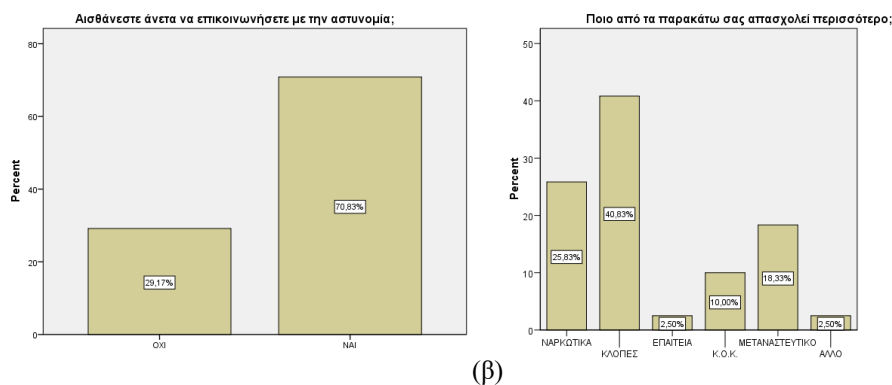 Αισθάνεστε άνετα να επικοινωνήσετε με την αστυνομία;
Percent
80
60
40
20
0
29,17%
70,83%
ΟΧΙ
ΝΑΙ
Ποιο από τα παρακάτω σας απασχολεί περισσότερο;
Percent
50
40
30
20
10
0
25,83%
40,83%
2,50%
10,00%
18,33%
2,50%
ΝΑΡΚΩΤΙΚΑ
ΚΛΟΠΕΣ
ΕΠΑΙΤΕΙΑ
Κ.Ο.Κ.
ΜΕΤΑΝΑΣΤΕΥΤΙΚΟ
ΑΛΛΟ
(β)